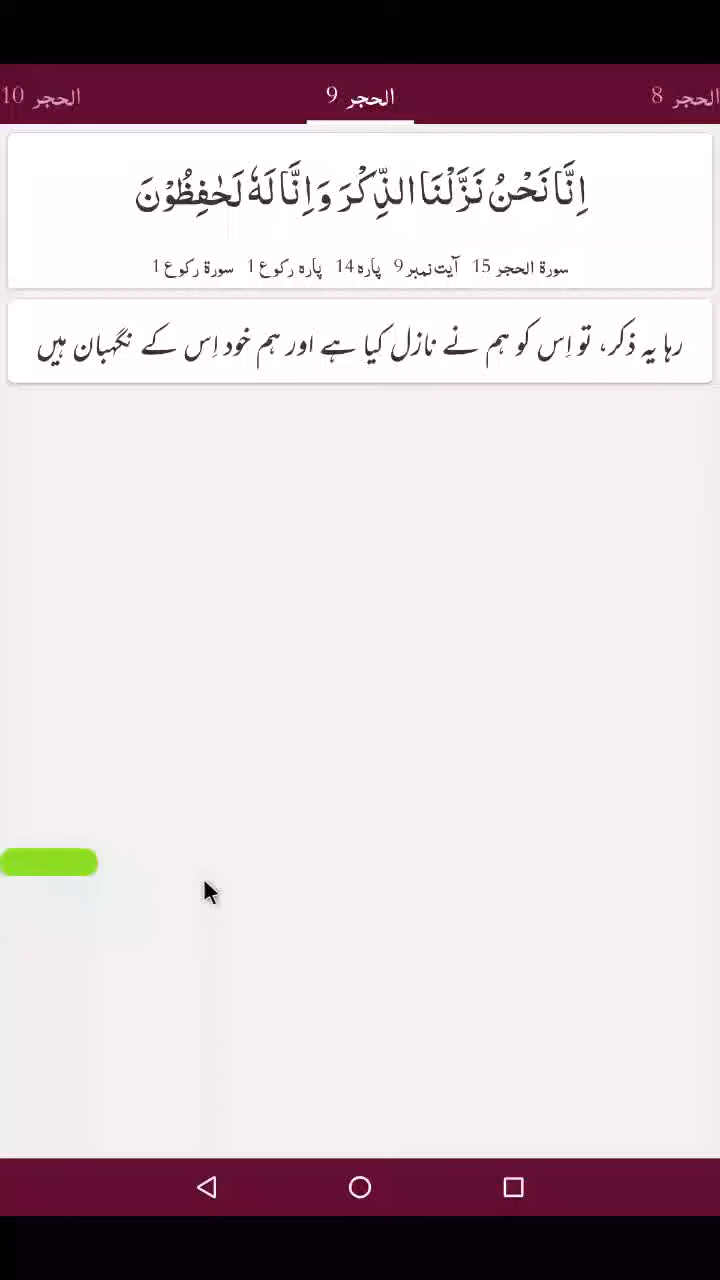 الحجر 8
الحجر 9
الحجر 10
اِنَّا نَحْنُ نَزَّلْنَا الذِّكْرَ وَ اِنَّا لَهٗ لَحٰفِظُوْنَ
سورۃ الحجر 15 آیت نمبر 9 پارہ 14 پارہ رکوع 1 سورۃ رکوع 1
رہا یہ ذکر، تو اِس کو ہم نے نازل کیا ہے اور ہم خود اِس کے نگہبان ہیں